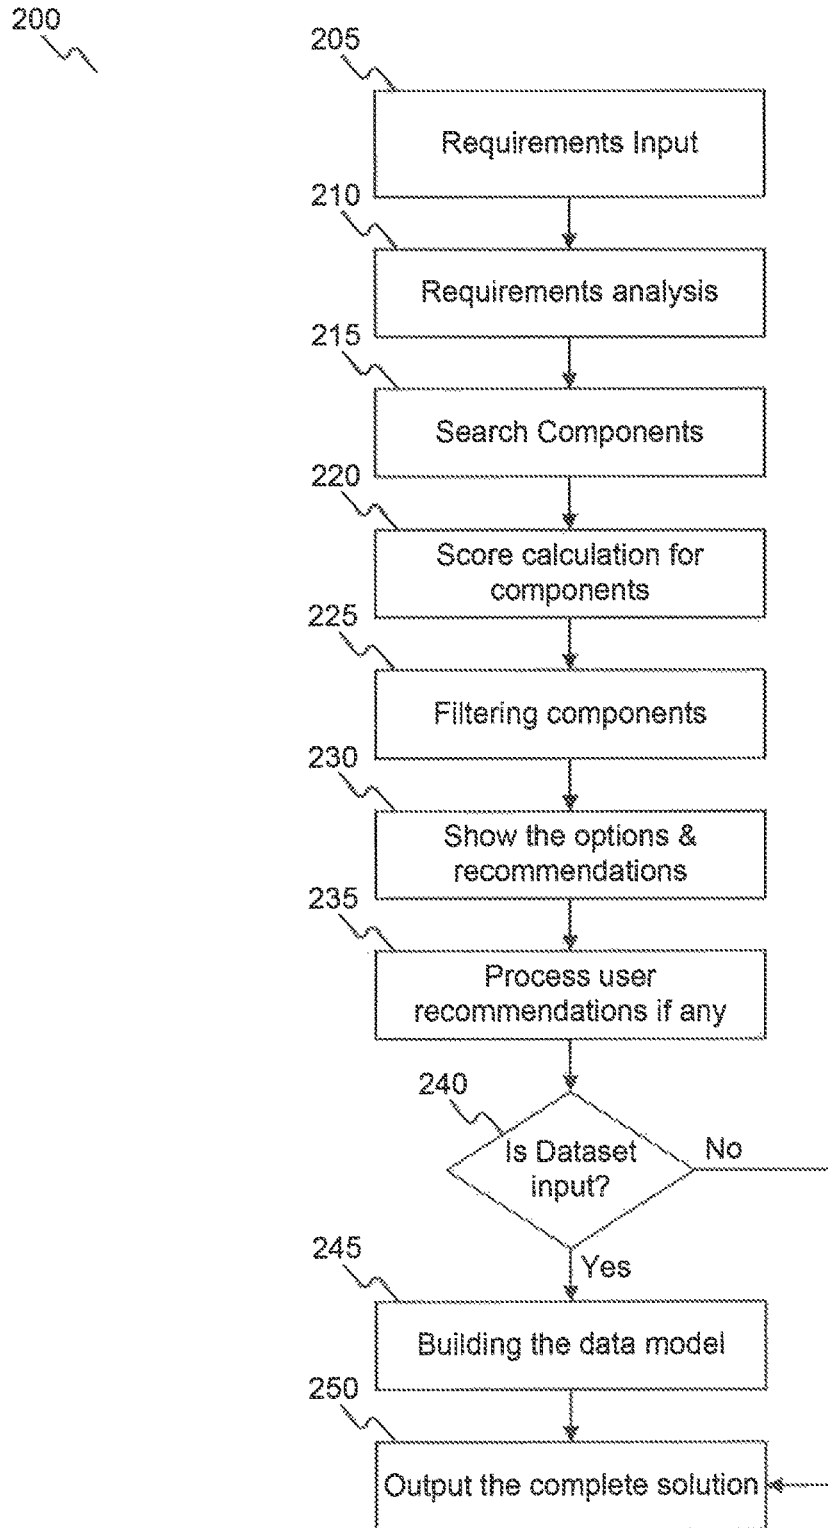 200
205
Requirements Input
210
Requirements analysis
215
Search Components
220
Score calculation for
components
225
Filtering components
230
Show the options &
recommendations
235
Process user
recommendations if any
240
Is Dataset
input?
No
Yes
245
Building the data model
250
Output the complete solution